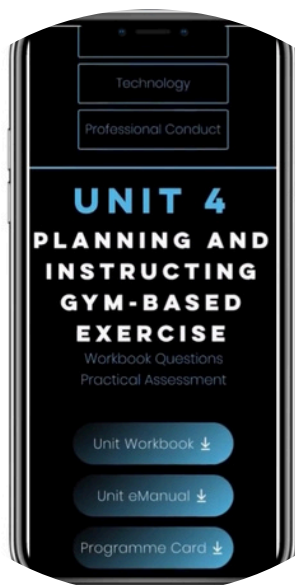 Technology
Professional Conduct
UNIT 4
PLANNING AND
INSTRUCTING
GYM-BASED
EXERCISE
Workbook Questions
Practical Assessment
Unit Workbook
Unit eManual
Programme Card